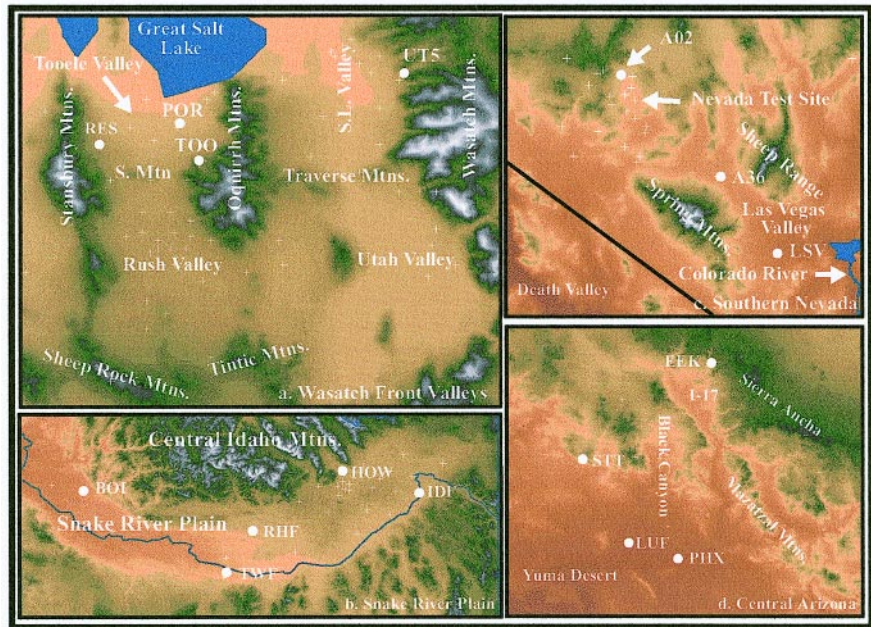 Great Salt
Lake
Tooele Valley
S.L. Valley
UT5
Stansbury Mtns.
RES
POR
TOO
S. Mtn
Oquirrh Mtns.
Wasatch Mtns.
Traverse Mtns.
Rush Valley
Utah Valley
Sheep Rock Mtns.
Tintic Mtns.
a. Wasatch Front Valleys
A02
Nevada Test Site
Sheep Range
A36
Spring Mtns.
Las Vegas
Valley
LSV
Colorado River
Death Valley
c. Southern Nevada
Central Idaho Mtns.
BOI
HOW
IDI
Snake River Plain
RHF
TWF
b. Snake River Plain
I-17
Sierra Ancha
Black Canyon
Mazatzal Mtns.
LUF
PHX
Yuma Desert
d. Central Arizona